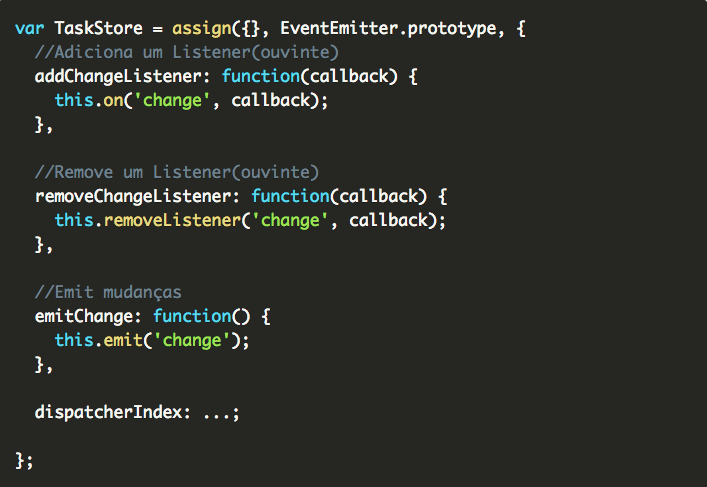 var TaskStore = assign({}, EventEmitter.prototype, {
  //Adiciona um Listener(ouvinte)
  addChangeListener: function(callback) {
    this.on('change', callback);
  },

  //Remove um Listener(ouvinte)
  removeChangeListener: function(callback) {
    this.removeListener('change', callback);
  },

  //Emit mudanças
  emitChange: function() {
    this.emit('change');
  },

  dispatcherIndex: ...;

};